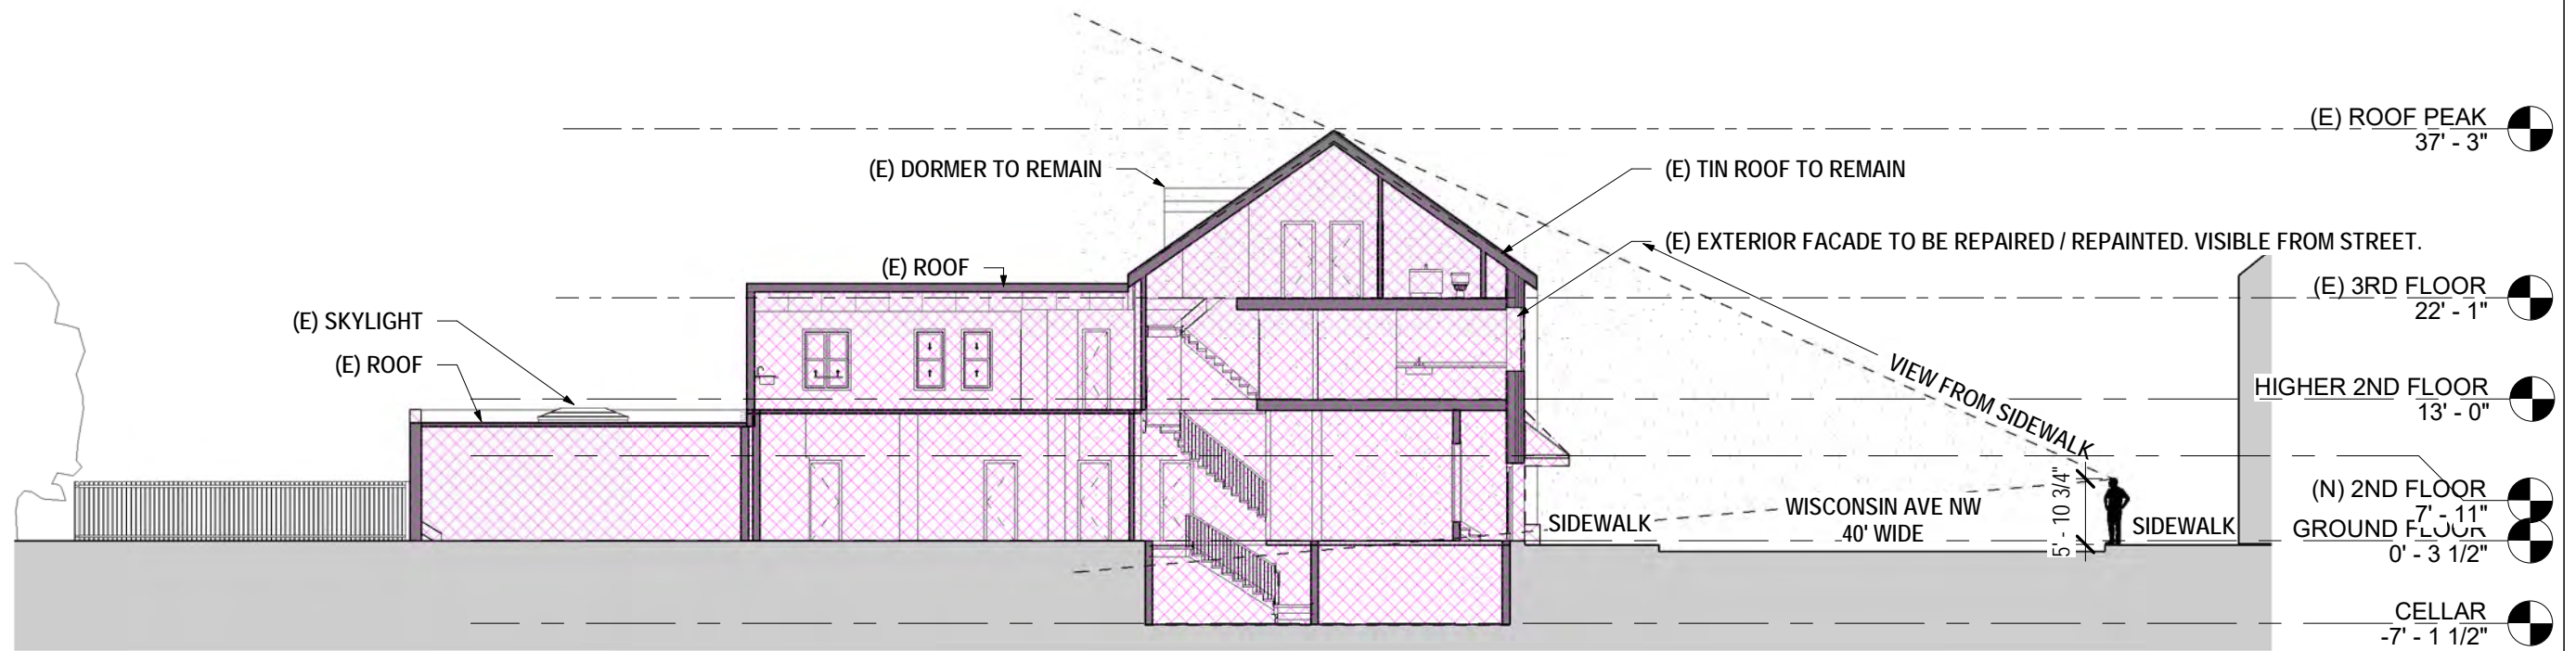 (E) ROOF PEAK
37' - 3"
(E) DORMER TO REMAIN
(E) TIN ROOF TO REMAIN
(E) EXTERIOR FACADE TO BE REPAIRED / REPAINTED. VISIBLE FROM STREET.
(E) ROOF
(E) 3RD FLOOR
22' - 1"
(E) SKYLIGHT
(E) ROOF
VIEW FROM SIDEWALK
HIGHER 2ND FLOOR
13' - 0"
(N) 2ND FLOOR
7' - 11"
5' - 10 3/4"
WISCONSIN AVE NW
40' WIDE
SIDEWALK
SIDEWALK
GROUND FLOOR
0' - 3 1/2"
CELLAR
-7' - 1 1/2"